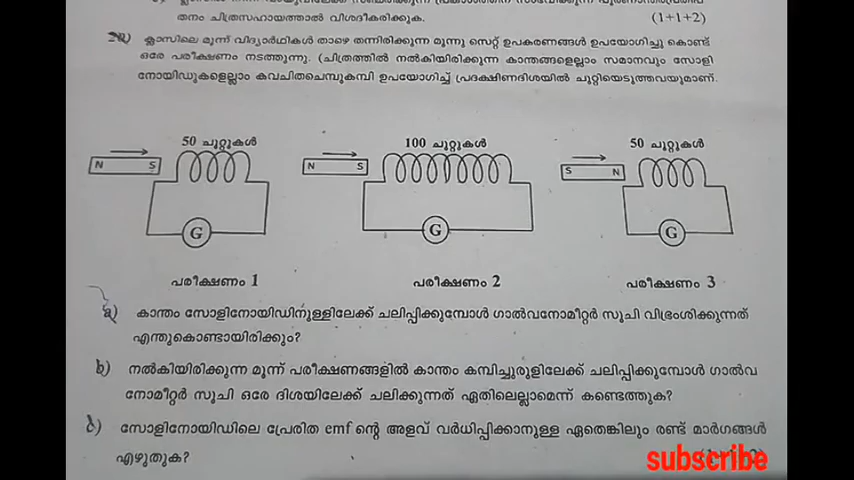 തനം ചിത്രസഹായത്താൽ വിശദീകരിക്കുക. (1+1+2)
ക്ലാസിലെ മൂന്ന് വിദ്യാർഥികൾ താഴെ തന്നിരിക്കുന്ന മൂന്നു സെറ്റ് ഉപകരണങ്ങൾ ഉപയോഗിച്ചു കൊണ്ട്
ഒരേ പരീക്ഷണം നടത്തുന്നു. (ചിത്രത്തിൽ നൽകിയിരിക്കുന്ന കാന്തങ്ങളെല്ലാം സമാനവും സോളി
നോയിഡുകളെല്ലാം കവചിതചെമ്പുകമ്പി ഉപയോഗിച്ച് പ്രദക്ഷിണദിശയിൽ ചുറ്റിയെടുത്തവയുമാണ്.
50 ചുറ്റുകൾ 100 ചുറ്റുകൾ 50 ചുറ്റുകൾ
N S N S S N
G G G
പരീക്ഷണം 1 പരീക്ഷണം 2 പരീക്ഷണം 3
a) കാന്തം സോളിനോയിഡിനുള്ളിലേക്ക് ചലിപ്പിക്കുമ്പോൾ ഗാൽവനോമീറ്റർ സൂചി വിഭ്രംശിക്കുന്നത്
എന്തുകൊണ്ടായിരിക്കും?
b) നൽകിയിരിക്കുന്ന മൂന്ന് പരീക്ഷണങ്ങളിൽ കാന്തം കമ്പിച്ചുരുളിലേക്ക് ചലിപ്പിക്കുമ്പോൾ ഗാൽവ
നോമീറ്റർ സൂചി ഒരേ ദിശയിലേക്ക് ചലിക്കുന്നത് ഏതിലെല്ലാമെന്ന് കണ്ടെത്തുക?
c) സോളിനോയിഡിലെ പ്രേരിത emf ന്റെ അളവ് വർധിപ്പിക്കാനുള്ള ഏതെങ്കിലും രണ്ട് മാർഗങ്ങൾ
എഴുതുക?
subscribe